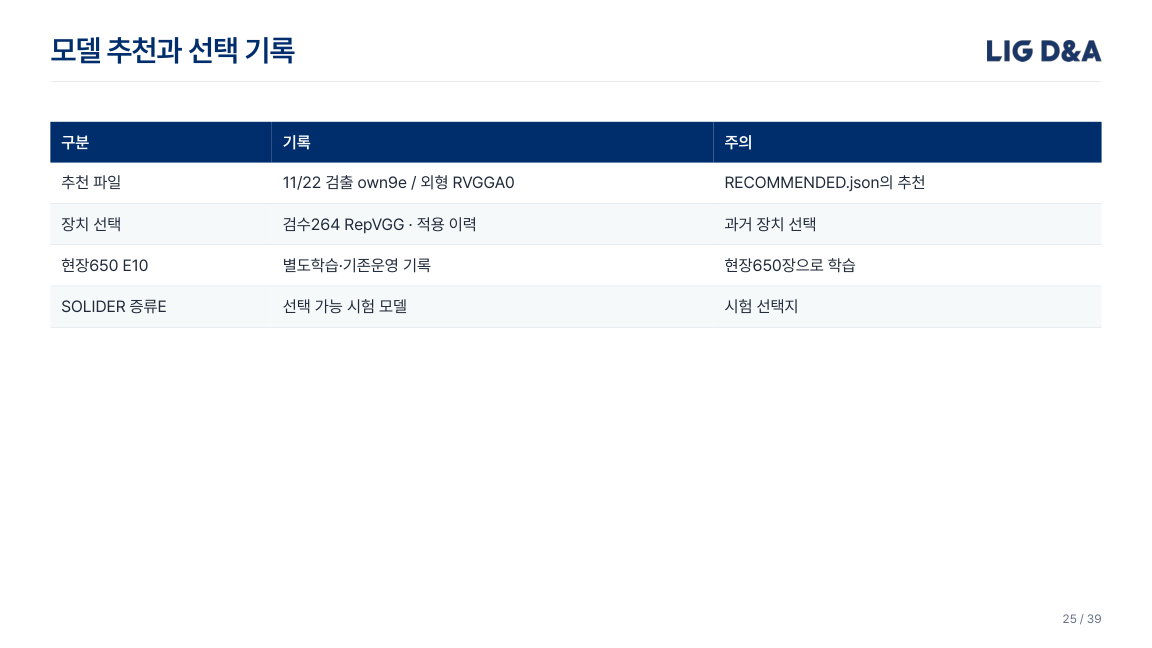 모델 추천과 선택 기록
LIG D&A
구분 기록 주의
추천 파일 11/22 검출 own9e / 외형 RVGGA0 RECOMMENDED.json의 추천
장치 선택 검수264 RepVGG · 적용 이력 과거 장치 선택
현장650 E10 별도학습·기존운영 기록 현장650장으로 학습
SOLIDER 증류E 선택 가능 시험 모델 시험 선택지
25 / 39